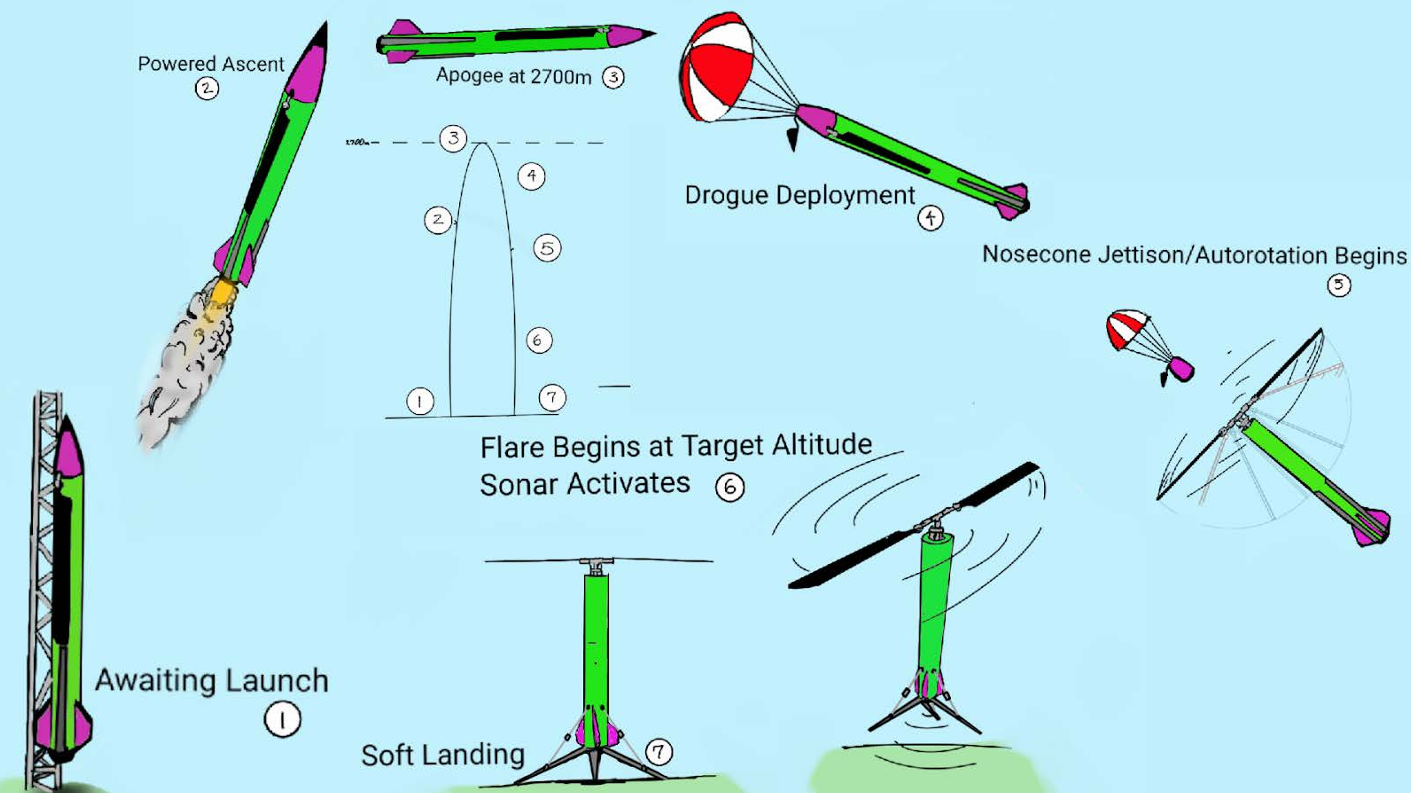 Powered Ascent
2
Apogee at 2700m 3
Drogue Deployment
4
Nosecone Jettison/Autorotation Begins
5
2700m
3
4
2
5
6
1
7
Flare Begins at Target Altitude
Sonar Activates 6
Awaiting Launch
1
Soft Landing
7